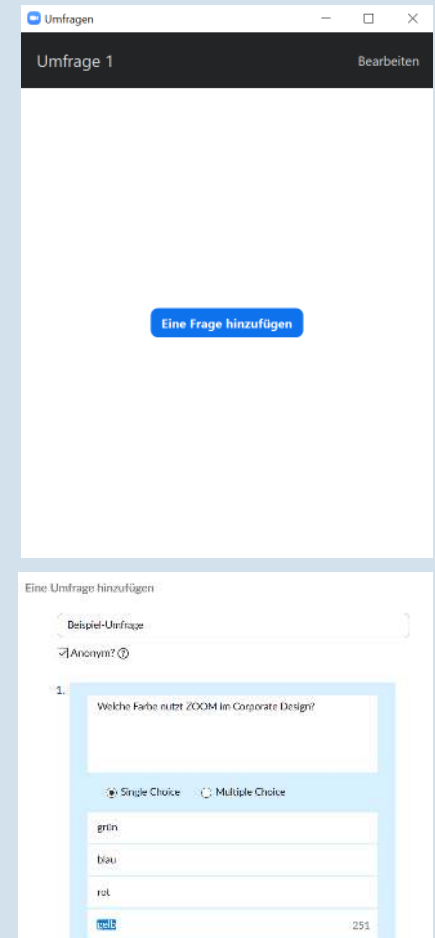 Umfragen
Umfrage 1 Bearbeiten
Eine Frage hinzufügen
Eine Umfrage hinzufügen
Beispiel-Umfrage
Anonym?
1.
Welche Farbe nutzt ZOOM im Corporate Design?
Single Choice Multiple Choice
grün
blau
rot
gelb 251